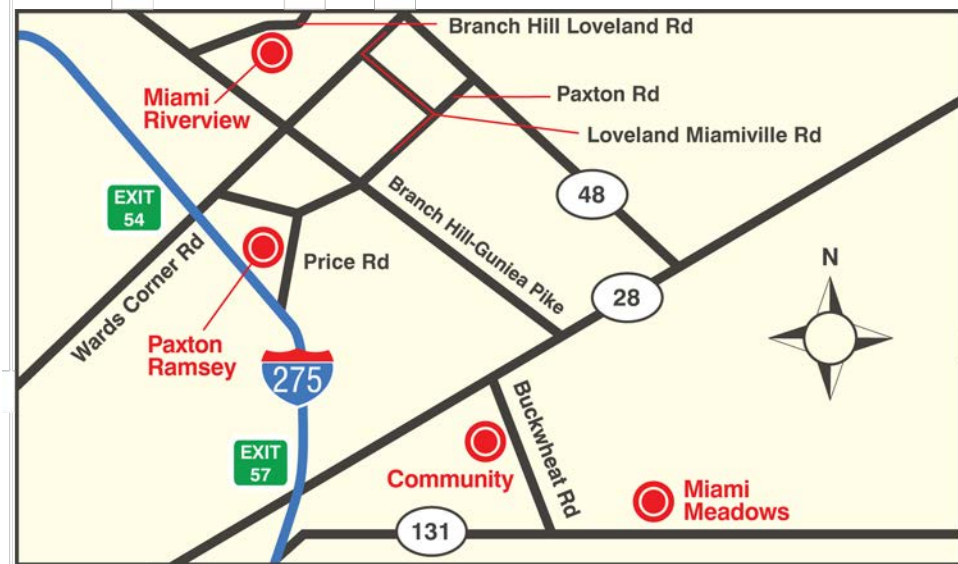 Branch Hill Loveland Rd
Miami
Riverview
Paxton Rd
Loveland Miamiville Rd
EXIT
54
48
Branch Hill-Guniea Pike
N
Wards Corner Rd
Price Rd
28
Paxton
Ramsey
275
Buckwheat Rd
EXIT
57
Community
Miami
Meadows
131